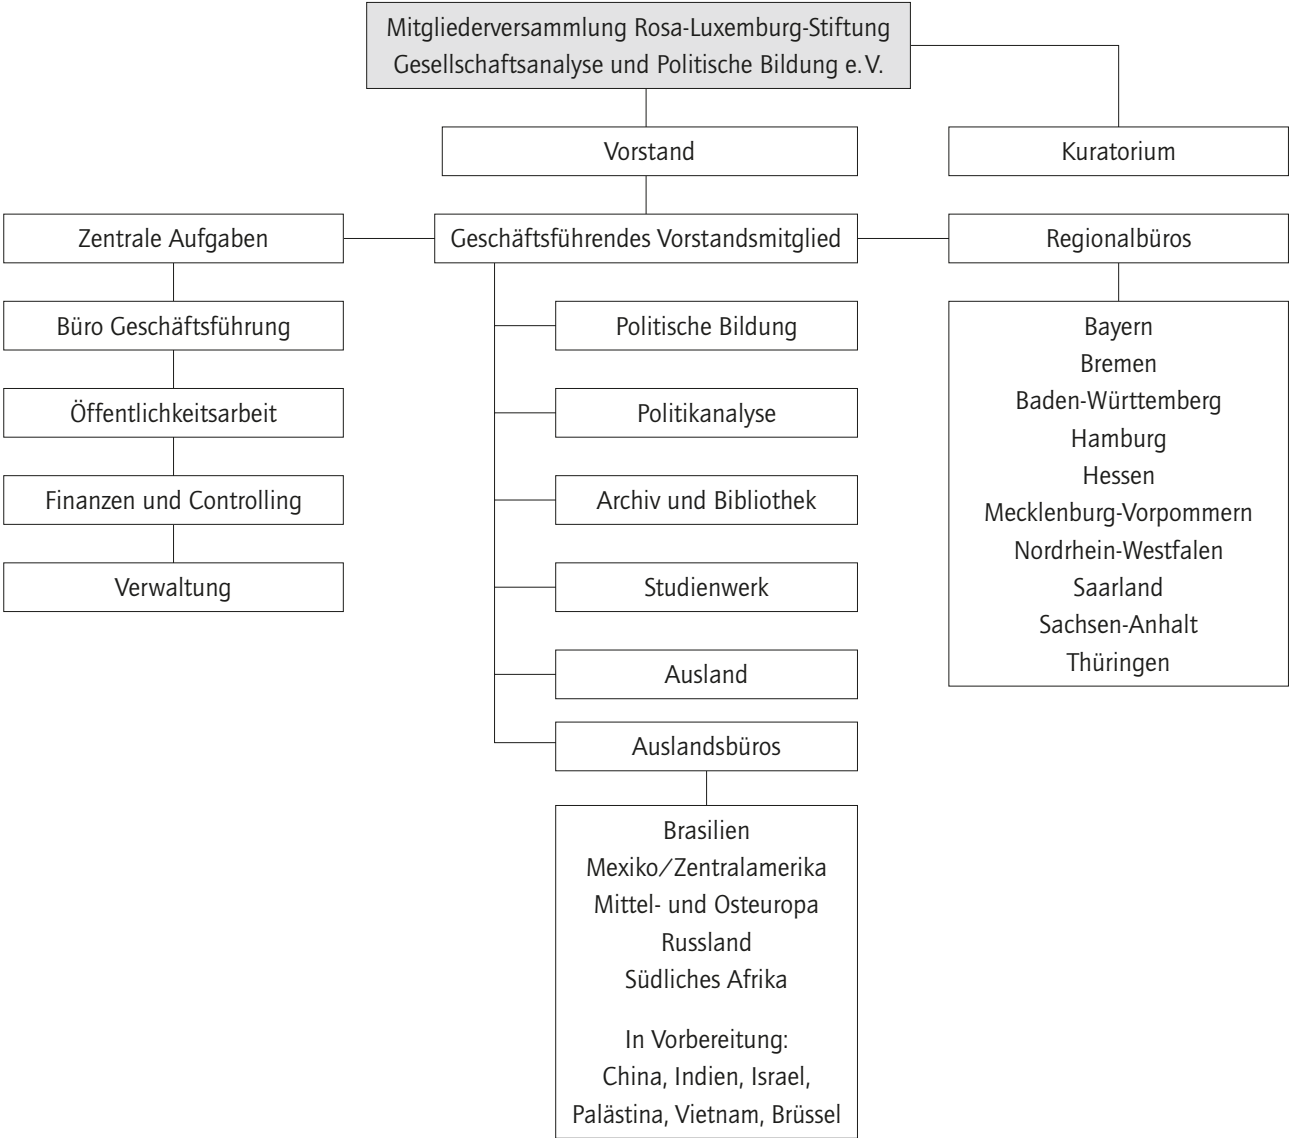 Mitgliederversammlung Rosa-Luxemburg-Stiftung
Gesellschaftsanalyse und Politische Bildung e. V.
Vorstand
Kuratorium
Zentrale Aufgaben
Geschäftsführendes Vorstandsmitglied
Regionalbüros
Büro Geschäftsführung
Öffentlichkeitsarbeit
Finanzen und Controlling
Verwaltung
Politische Bildung
Politikanalyse
Archiv und Bibliothek
Studienwerk
Ausland
Auslandsbüros
Brasilien
Mexiko/Zentralamerika
Mittel- und Osteuropa
Russland
Südliches Afrika
In Vorbereitung:
China, Indien, Israel,
Palästina, Vietnam, Brüssel
Bayern
Bremen
Baden-Württemberg
Hamburg
Hessen
Mecklenburg-Vorpommern
Nordrhein-Westfalen
Saarland
Sachsen-Anhalt
Thüringen